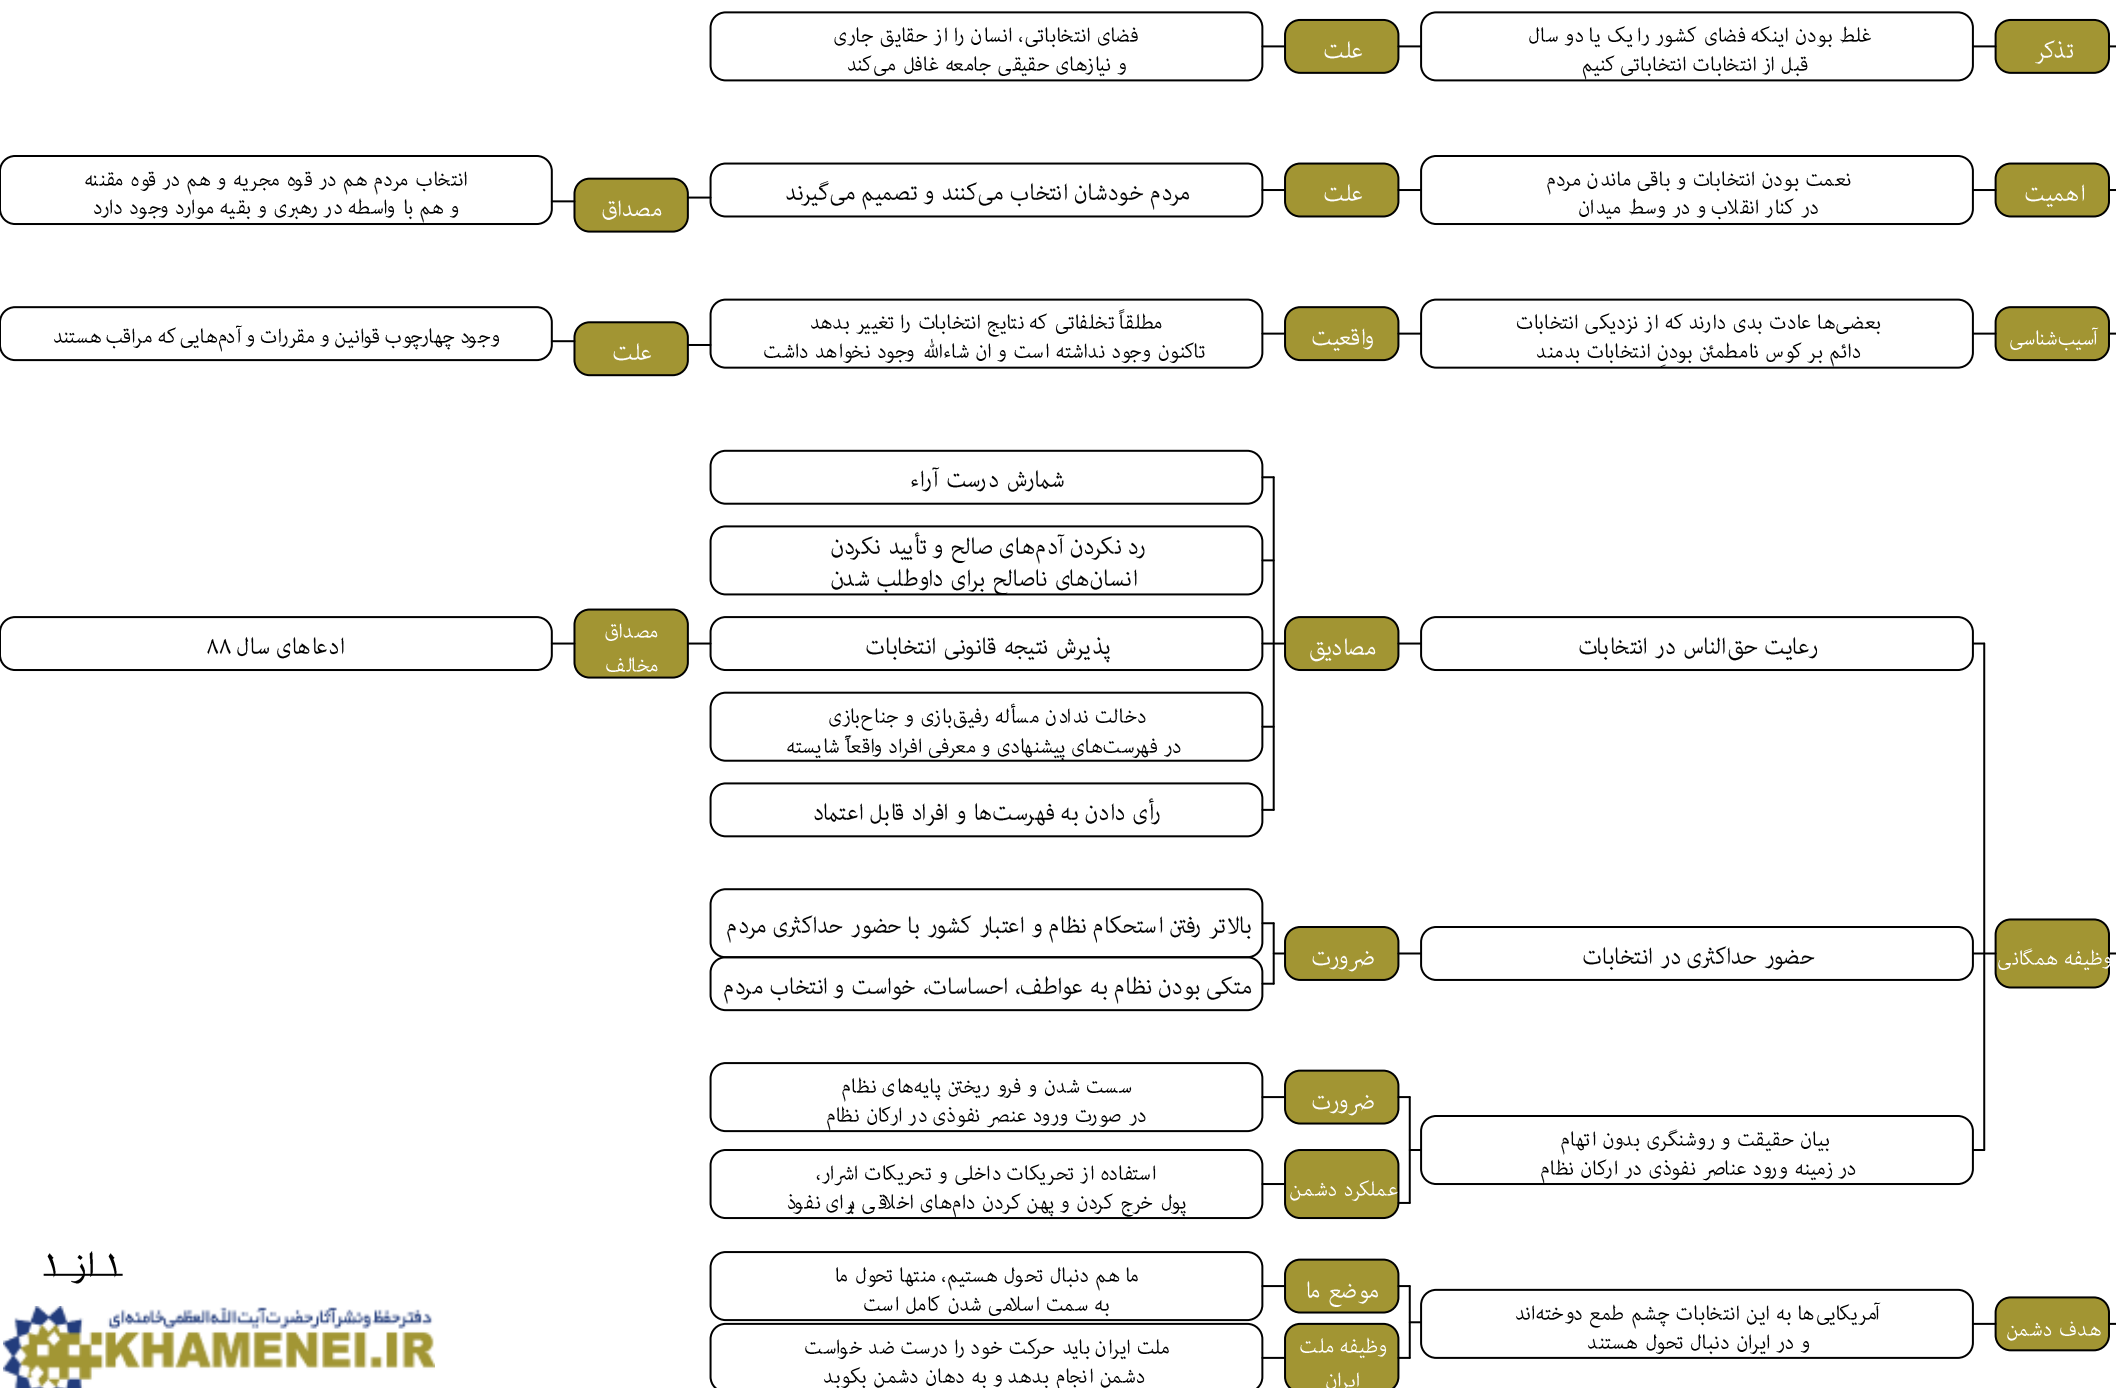 تذکر
غلط بودن اینکه فضای کشور را یک یا دو سال
قبل از انتخابات انتخاباتی کنیم
علت
فضای انتخاباتی، انسان را از حقایق جاری
و نیازهای حقیقی جامعه غافل می‌کند
اهمیت
نعمت بودن انتخابات و باقی ماندن مردم
در کنار انقلاب و در وسط میدان
علت
مردم خودشان انتخاب می‌کنند و تصمیم می‌گیرند
مصداق
انتخاب مردم هم در قوه مجریه و هم در قوه مقننه
و هم با واسطه در رهبری و بقیه موارد وجود دارد
آسیب‌شناسی
بعضی‌ها عادت بدی دارند که از نزدیکی انتخابات
دائم بر کوس نامطمئن بودنِ انتخابات بدمند
واقعیت
مطلقاً تخلفاتی که نتایج انتخابات را تغییر بدهد
تاکنون وجود نداشته است و ان شاءالله وجود نخواهد داشت
علت
وجود چهارچوب قوانین و مقررات و آدم‌هایی که مراقب هستند
وظیفه همگانی
رعایت حق‌الناس در انتخابات
مصادیق
شمارش درست آراء
رد نکردن آدم‌های صالح و تأیید نکردن
انسان‌های ناصالح برای داوطلب شدن
پذیرش نتیجه قانونی انتخابات
مصداق
مخالف
ادعاهای سال ۸۸
دخالت ندادن مسأله رفیق‌بازی و جناح‌بازی
در فهرست‌های پیشنهادی و معرفی افراد واقعاً شایسته
رأی دادن به فهرست‌ها و افراد قابل اعتماد
حضور حداکثری در انتخابات
ضرورت
بالاتر رفتن استحکام نظام و اعتبار کشور با حضور حداکثری مردم
متکی بودن نظام به عواطف، احساسات، خواست و انتخاب مردم
بیان حقیقت و روشنگری بدون اتهام
در زمینه ورود عناصر نفوذی در ارکان نظام
ضرورت
سست شدن و فرو ریختن پایه‌های نظام
در صورت ورود عنصر نفوذی در ارکان نظام
عملکرد دشمن
استفاده از تحریکات داخلی و تحریکات اشرار،
پول خرج کردن و پهن کردن دام‌های اخلاقی برای نفوذ
هدف دشمن
آمریکایی‌ها به این انتخابات چشم طمع دوخته‌اند
و در ایران دنبال تحول هستند
موضع ما
ما هم دنبال تحول هستیم، منتها تحول ما
به سمت اسلامی شدن کامل است
وظیفه ملت
ایران
ملت ایران باید حرکت خود را درست ضد خواست
دشمن انجام بدهد و به دهان دشمن بکوبد
۱ از ۱
دفتر حفظ و نشر آثار حضرت آیت‌الله‌العظمی خامنه‌ای
KHAMENEI.IR